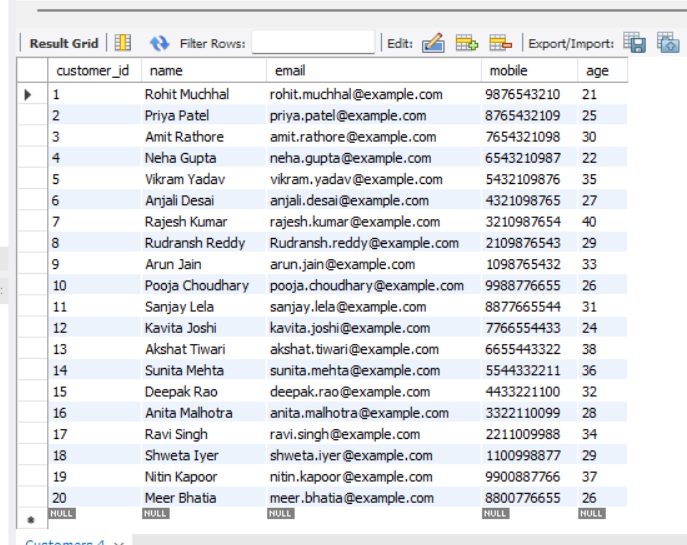 Result Grid Filter Rows: Edit: Export/Import:
customer_id name email mobile age
1 Rohit Muchhal rohit.muchhal@example.com 9876543210 21
2 Priya Patel priya.patel@example.com 8765432109 25
3 Amit Rathore amit.rathore@example.com 7654321098 30
4 Neha Gupta neha.gupta@example.com 6543210987 22
5 Vikram Yadav vikram.yadav@example.com 5432109876 35
6 Anjali Desai anjali.desai@example.com 4321098765 27
7 Rajesh Kumar rajesh.kumar@example.com 3210987654 40
8 Rudransh Reddy Rudransh.reddy@example.com 2109876543 29
9 Arun Jain arun.jain@example.com 1098765432 33
10 Pooja Choudhary pooja.choudhary@example.com 9988776655 26
11 Sanjay Lela sanjay.lela@example.com 8877665544 31
12 Kavita Joshi kavita.joshi@example.com 7766554433 24
13 Akshat Tiwari akshat.tiwari@example.com 6655443322 38
14 Sunita Mehta sunita.mehta@example.com 5544332211 36
15 Deepak Rao deepak.rao@example.com 4433221100 32
16 Anita Malhotra anita.malhotra@example.com 3322110099 28
17 Ravi Singh ravi.singh@example.com 2211009988 34
18 Shweta Iyer shweta.iyer@example.com 1100998877 29
19 Nitin Kapoor nitin.kapoor@example.com 9900887766 37
20 Meer Bhatia meer.bhatia@example.com 8800776655 26
NULL NULL NULL NULL NULL
Customers 4